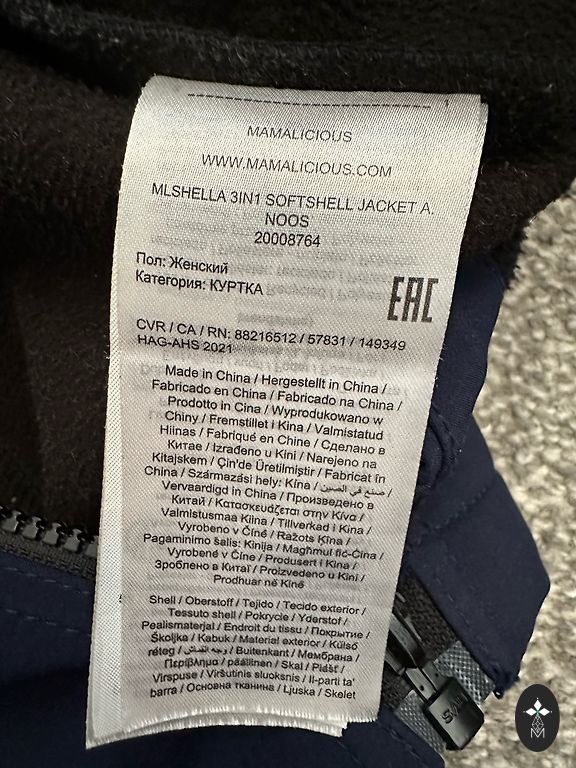 MAMALICIOUS
WWW.MAMALICIOUS.COM
MLSHELLA 3IN1 SOFTSHELL JACKET A.
NOOS
20008764
Пол: Женский
Категория: КУРТКА
EAC
CVR / CA / RN: 88216512 / 57831 / 149349
HAG-AHS 2021
Made in China / Hergestellt in China /
Fabricado en China / Fabricado na China /
Prodotto in Cina / Wyprodukowano w
Chiny / Fremstillet i Kina / Valmistatud
Hiinas / Fabriqué en Chine / Сделано в
Китае / Izrađeno u Kini / Narejeno na
Kitajskem / Çin'de Üretilmiştir / Fabricat în
China / Származási hely: Kína / صنع في الصين /
Vervaardigd in China / Произведено в
Китай / Κατασκευάζεται στην Κίνα /
Valmistusmaa Kiina / Tillverkad i Kina /
Vyrobeno v Číně / Ražots Ķīna /
Pagaminimo šalis: Kinija / Maghmul fic-Ċina /
Vyrobené v Číne / Produsert i Kina /
Зроблено в Китаї / Proizvedeno u Kini /
Prodhuar në Kinë
Shell / Oberstoff / Tejido / Tecido exterior /
Tessuto shell / Pokrycie / Yderstof /
Pealismaterjal / Endroit du tissu / Покрытие /
Školjka / Kabuk / Material exterior / Külső
réteg / وجه القماش / Buitenkant / Мембрана /
Περίβλημα / päällinen / Skal / Plášť /
Virspuse / Viršutinis sluoksnis / Il-parti ta'
barra / Основна тканина / Ljuska / Skelet
M